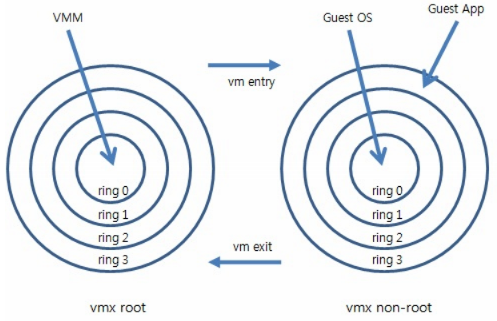 VMM
Guest OS
Guest App
vm entry
ring 0
ring 1
ring 2
ring 3
ring 0
ring 1
ring 2
ring 3
vm exit
vmx root
vmx non-root